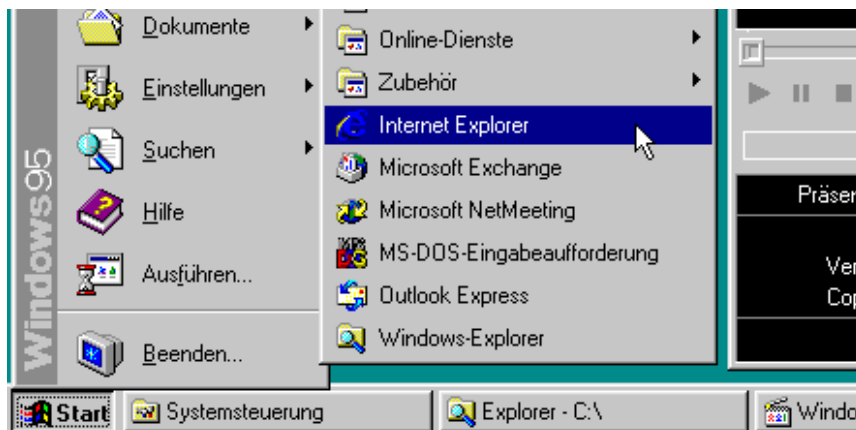 Windows95
Dokumente
Einstellungen
Suchen
Hilfe
Ausführen...
Beenden...
Online-Dienste
Zubehör
Internet Explorer
Microsoft Exchange
Microsoft NetMeeting
MS-DOS-Eingabeaufforderung
Outlook Express
Windows-Explorer
Präsen
Ver
Cop
Start
Systemsteuerung
Explorer - C:\
Windo